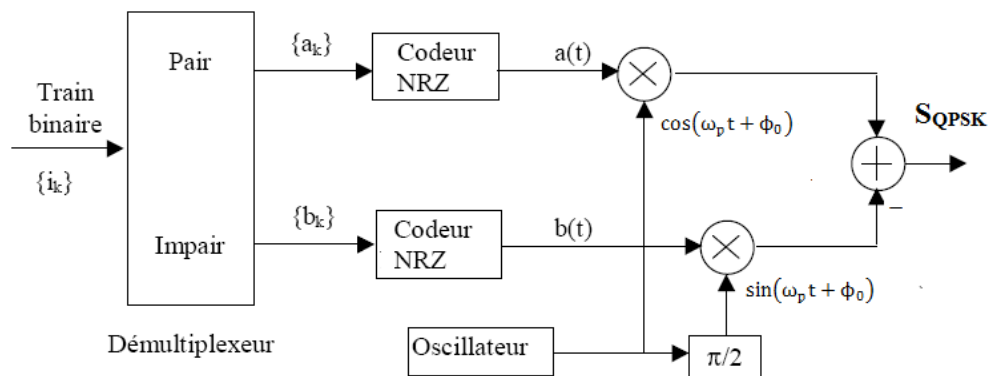 Train
binaire
{iₖ}
Pair
Impair
Démultiplexeur
{aₖ}
Codeur
NRZ
a(t)
cos(ωₚt + ϕ₀)
{bₖ}
Codeur
NRZ
b(t)
sin(ωₚt + ϕ₀)
Oscillateur
π/2
S_QPSK